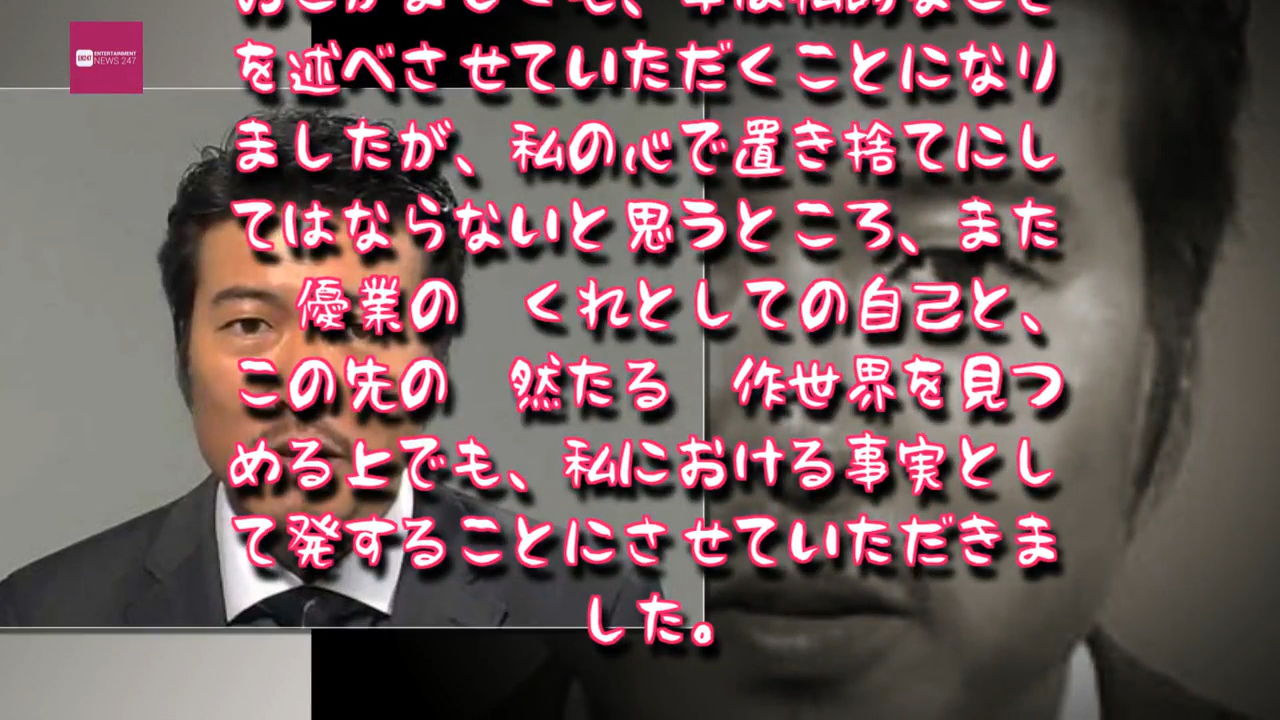 ENTERTAINMENT
NEWS 247
を述べさせていただくことになり
ましたが、私の心で置き捨てにし
てはならないと思うところ、また
優業の　くれとしての自己と、
この先の　然たる　作世界を見つ
める上でも、私における事実とし
て発することにさせていただきま
した。